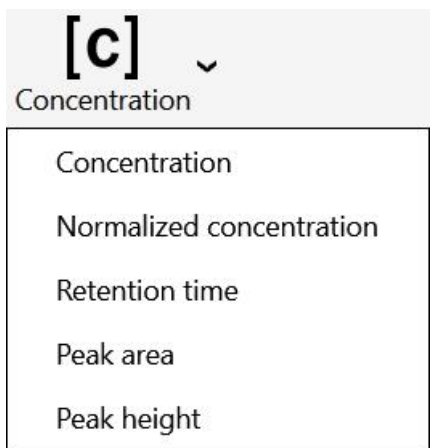 [c]
Concentration
Concentration
Normalized concentration
Retention time
Peak area
Peak height